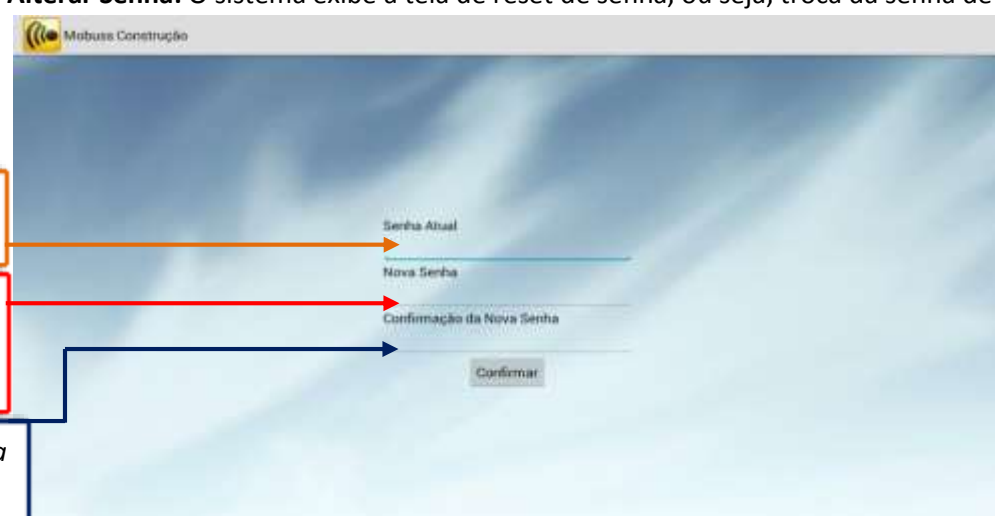 Alterar Senha: O sistema exibe a tela de reset de senha, ou seja, troca da senha de
Mobuss Construção
Senha Atual
Nova Senha
Confirmação da Nova Senha
Confirmar
a